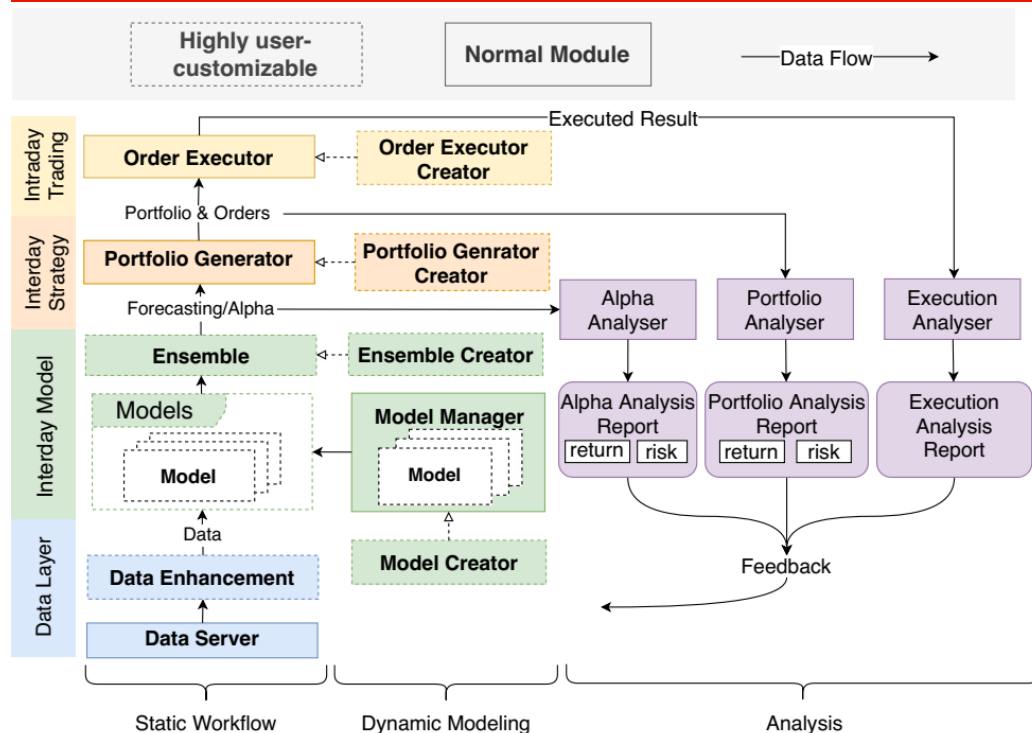 Highly user-
customizable
Normal Module
Data Flow
Intraday
Trading
Interday
Strategy
Interday Model
Data Layer
Executed Result
Order Executor
Order Executor
Creator
Portfolio & Orders
Portfolio Generator
Portfolio Genrator
Creator
Forecasting/Alpha
Alpha
Analyser
Portfolio
Analyser
Execution
Analyser
Ensemble
Ensemble Creator
Models
Model
Model Manager
Model
Alpha Analysis
Report
return
risk
Portfolio Analysis
Report
return
risk
Execution
Analysis
Report
Data
Model Creator
Feedback
Data Enhancement
Data Server
Static Workflow
Dynamic Modeling
Analysis